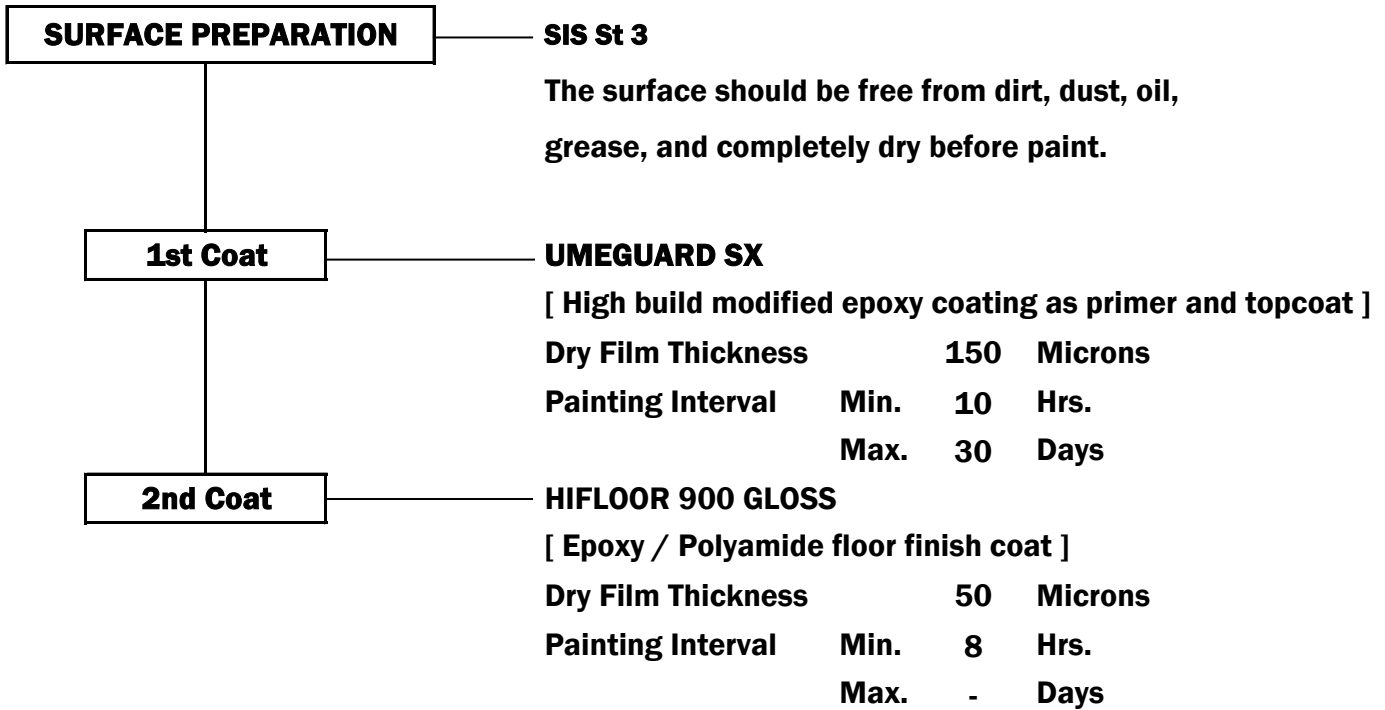 SURFACE PREPARATION SIS St 3
The surface should be free from dirt, dust, oil,
grease, and completely dry before paint.
1st Coat UMEGUARD SX
[ High build modified epoxy coating as primer and topcoat ]
Dry Film Thickness 150 Microns
Painting Interval Min. 10 Hrs.
Max. 30 Days
2nd Coat HIFLOOR 900 GLOSS
[ Epoxy / Polyamide floor finish coat ]
Dry Film Thickness 50 Microns
Painting Interval Min. 8 Hrs.
Max. - Days